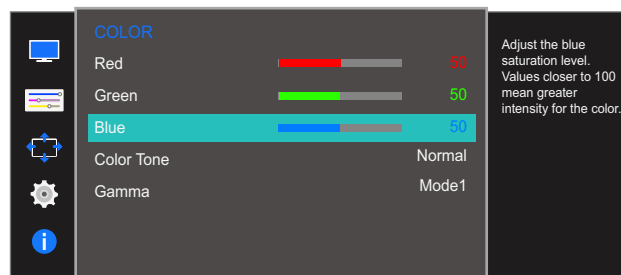 COLOR
Red 50
Green 50
Blue 50
Color Tone Normal
Gamma Mode1
Adjust the blue
saturation level.
Values closer to 100
mean greater
intensity for the color.
i